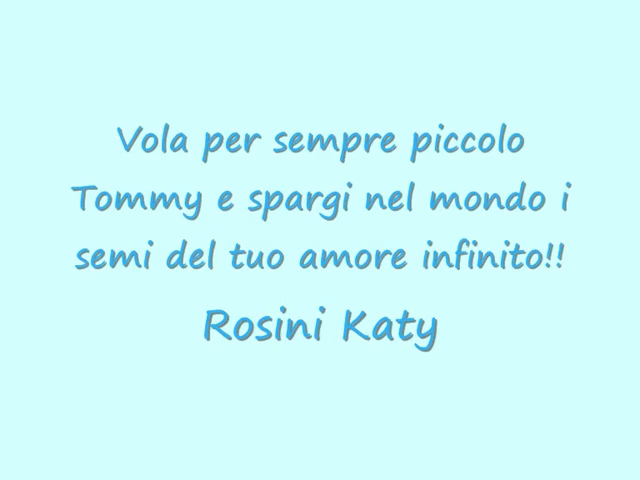 Vola per sempre piccolo
Tommy e spargi nel mondo i
semi del tuo amore infinito!!
Rosini Katy